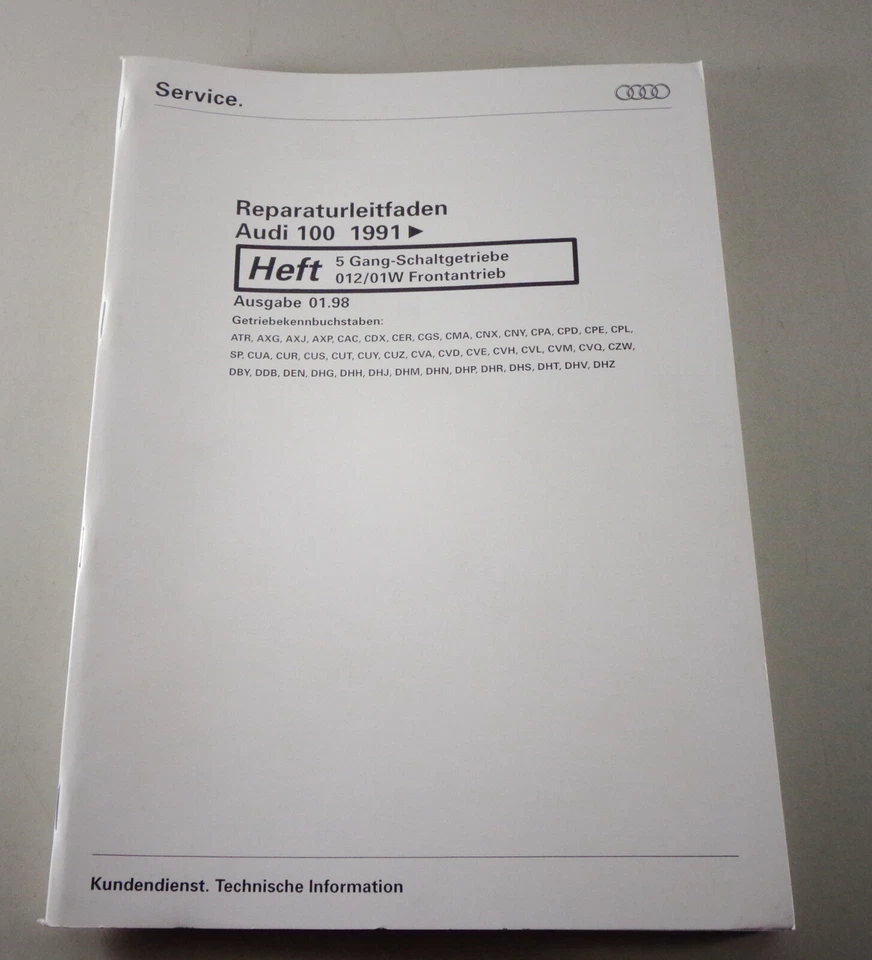 Service.
Reparaturleitfaden
Audi 100 1991 ►
Heft 5 Gang-Schaltgetriebe
012/01W Frontantrieb
Ausgabe 01.98
Getriebekennbuchstaben:
ATR, AXG, AXJ, AXP, CAC, CDX, CER, CGS, CMA, CNX, CNY, CPA, CPD, CPE, CPL,
SP, CUA, CUR, CUS, CUT, CUY, CUZ, CVA, CVD, CVE, CVH, CVL, CVM, CVQ, CZW,
DBY, DDB, DEN, DHG, DHH, DHJ, DHM, DHN, DHP, DHR, DHS, DHT, DHV, DHZ
Kundendienst. Technische Information